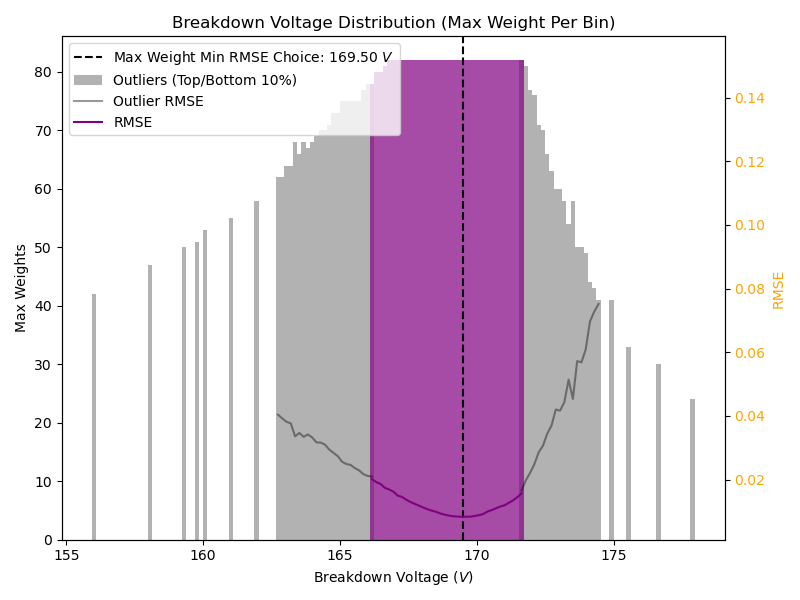 Breakdown Voltage Distribution (Max Weight Per Bin)
Max Weight Min RMSE Choice: 169.50 V
Outliers (Top/Bottom 10%)
Outlier RMSE
RMSE
Max Weights
80
70
60
50
40
30
20
10
0
0.14
0.12
0.10
0.08
0.06
0.04
0.02
RMSE
155 160 165 170 175
Breakdown Voltage (V)